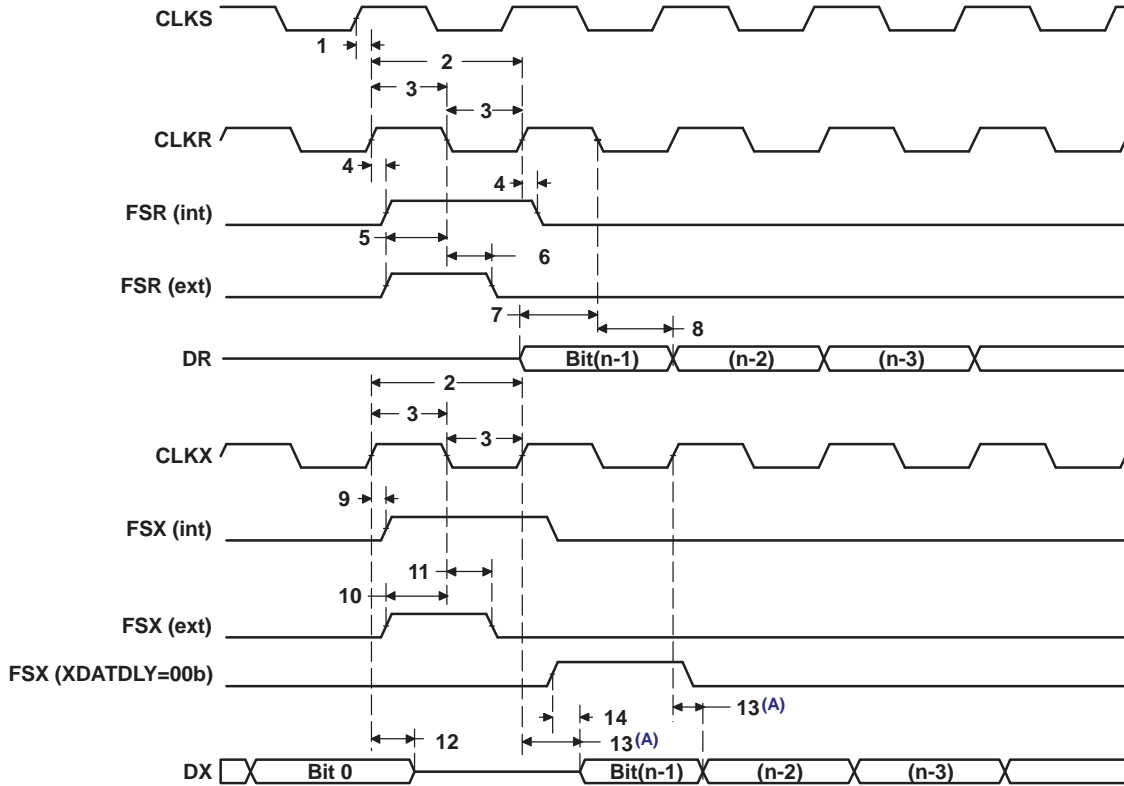 CLKS
1
2
3
3
CLKR
4
4
FSR (int)
5
6
FSR (ext)
7
8
DR Bit(n-1) (n-2) (n-3)
2
3
3
CLKX
9
FSX (int)
11
10
FSX (ext)
FSX (XDATDLY=00b)
13(A)
14
12
13(A)
DX Bit 0 Bit(n-1) (n-2) (n-3)